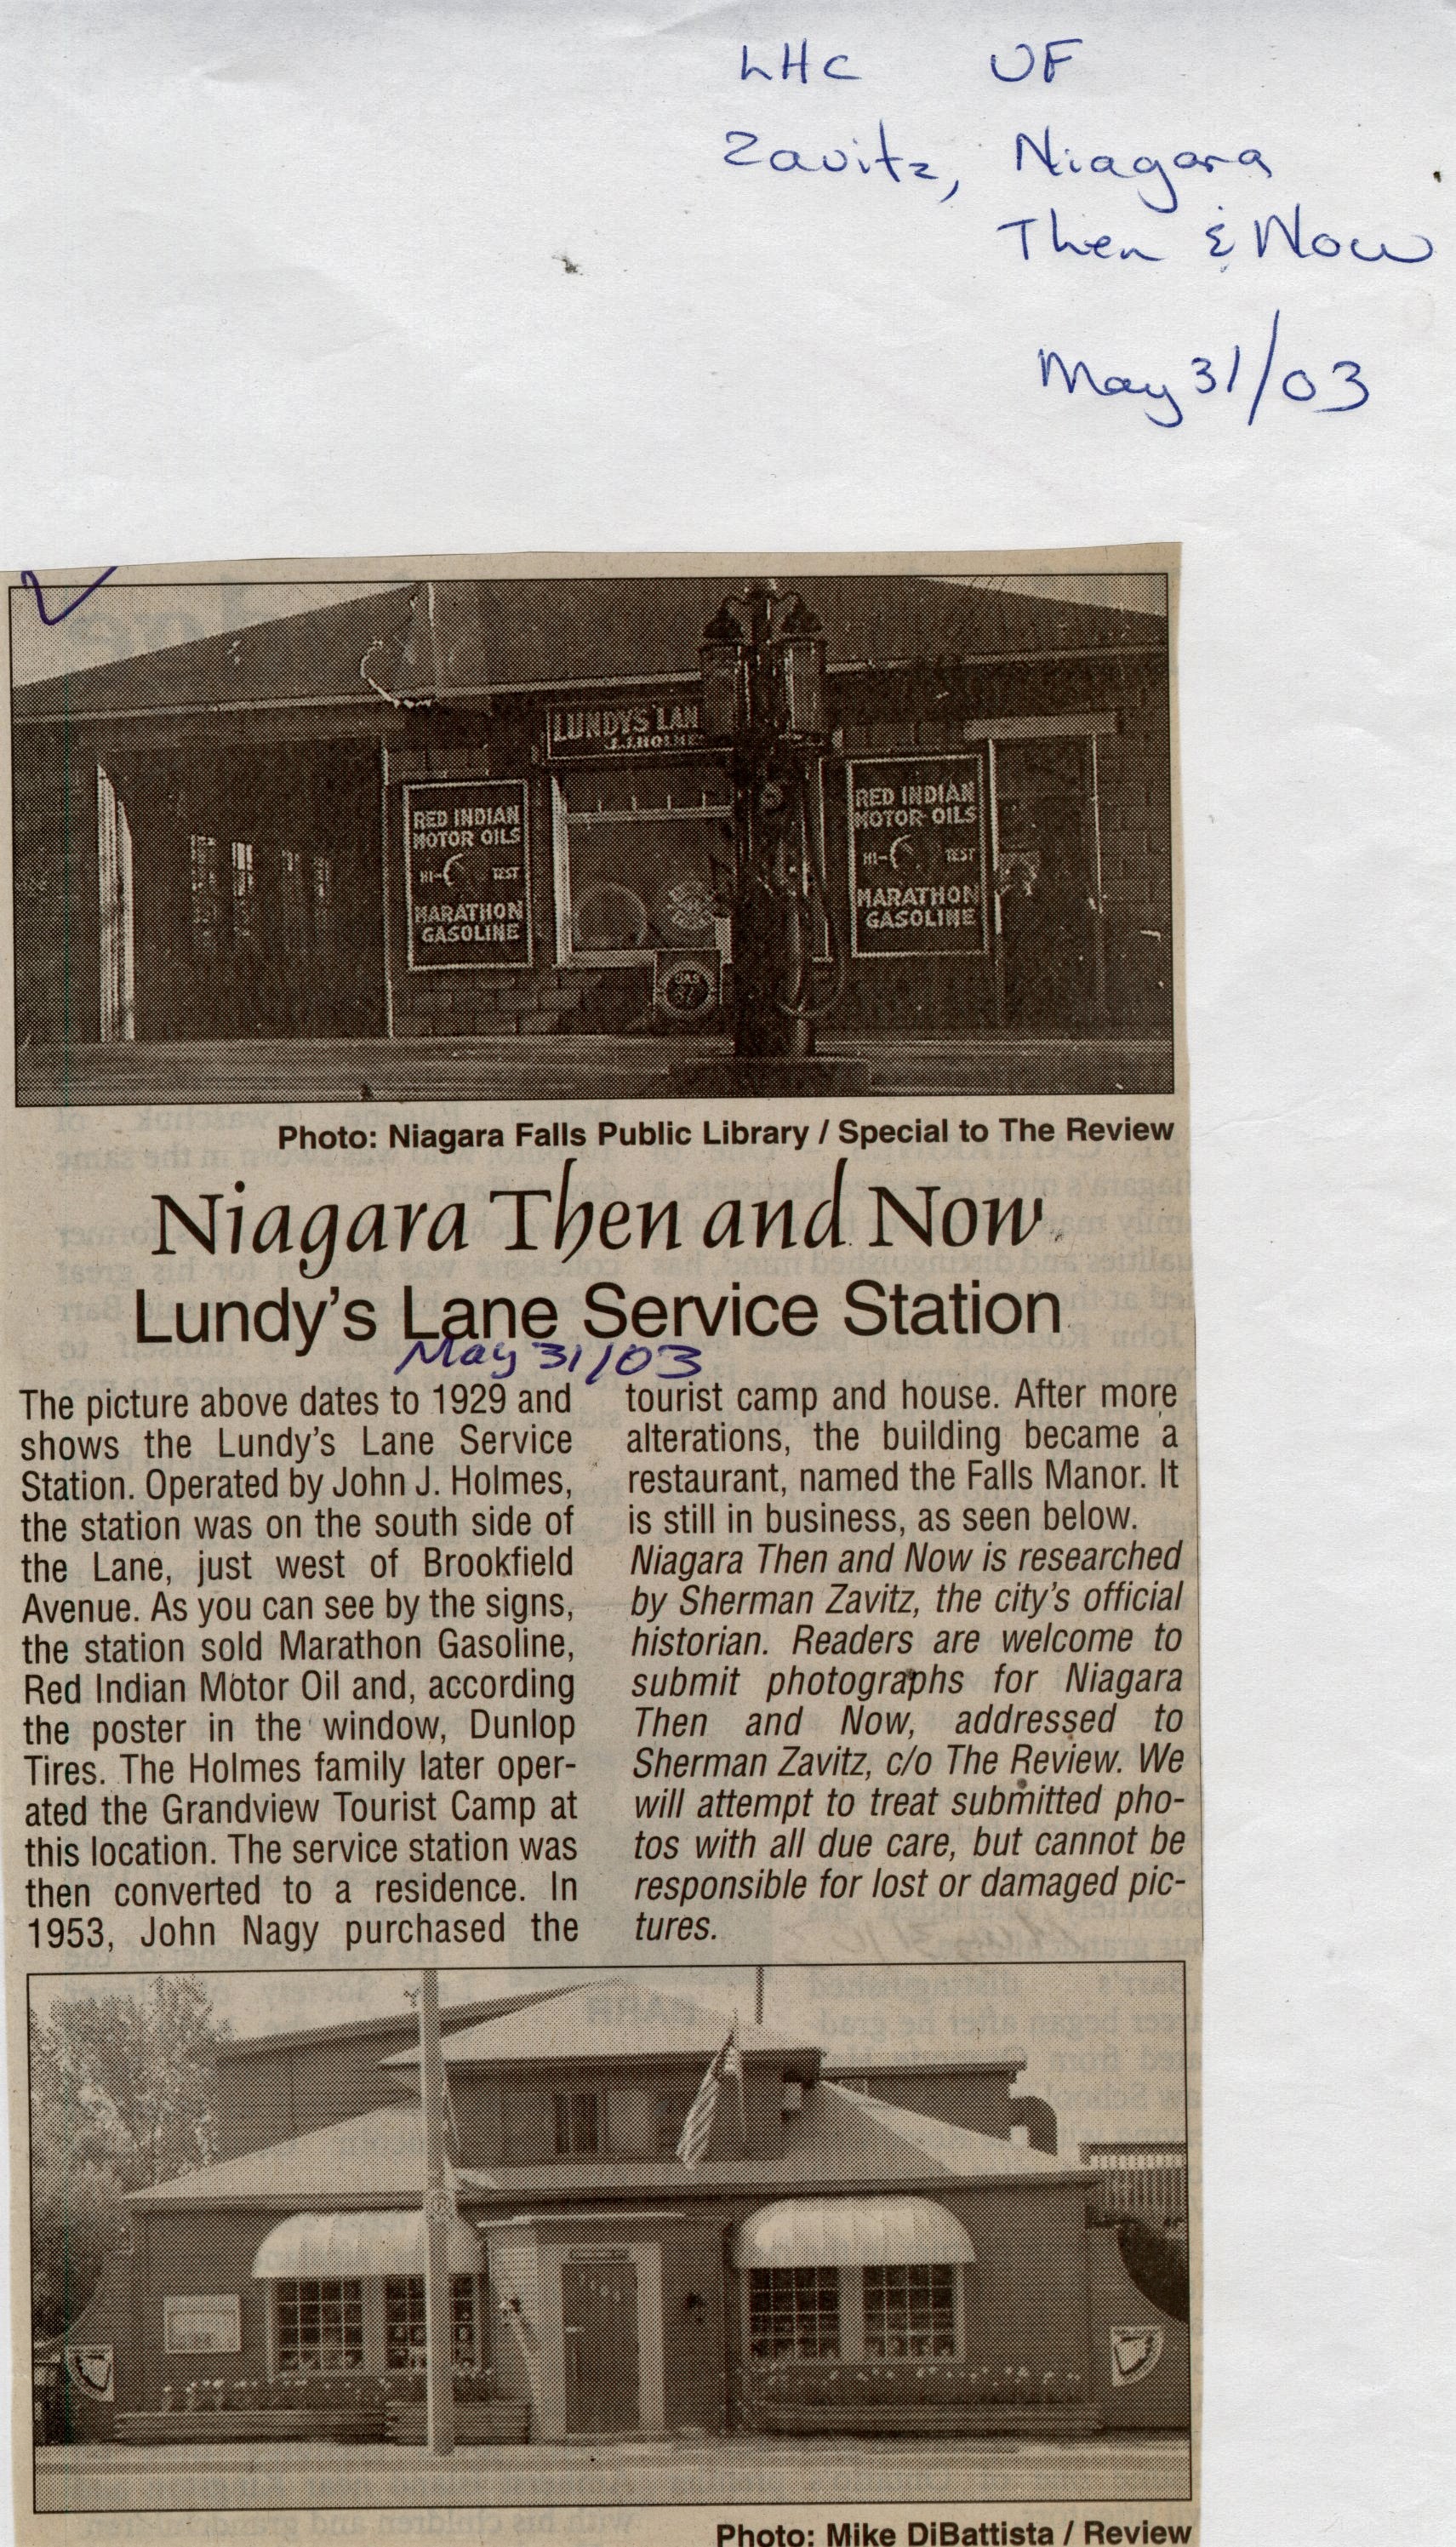 LHC UF
Zavitz, Niagara
Then & Now
May 31/03
LUNDY'S LAN
J.J. HOLMES
RED INDIAN
MOTOR OILS
HI- TEST
MARATHON
GASOLINE
GAS
RED INDIAN
MOTOR OILS
HI- TEST
MARATHON
GASOLINE
Photo: Niagara Falls Public Library / Special to The Review
Niagara Then and Now
Lundy's Lane Service Station
May 31/03
The picture above dates to 1929 and
shows the Lundy's Lane Service
Station. Operated by John J. Holmes,
the station was on the south side of
the Lane, just west of Brookfield
Avenue. As you can see by the signs,
the station sold Marathon Gasoline,
Red Indian Motor Oil and, according
the poster in the window, Dunlop
Tires. The Holmes family later oper-
ated the Grandview Tourist Camp at
this location. The service station was
then converted to a residence. In
1953, John Nagy purchased the
tourist camp and house. After more
alterations, the building became a
restaurant, named the Falls Manor. It
is still in business, as seen below.
Niagara Then and Now is researched
by Sherman Zavitz, the city's official
historian. Readers are welcome to
submit photographs for Niagara
Then and Now, addressed to
Sherman Zavitz, c/o The Review. We
will attempt to treat submitted pho-
tos with all due care, but cannot be
responsible for lost or damaged pic-
tures.
Photo: Mike DiBattista / Review